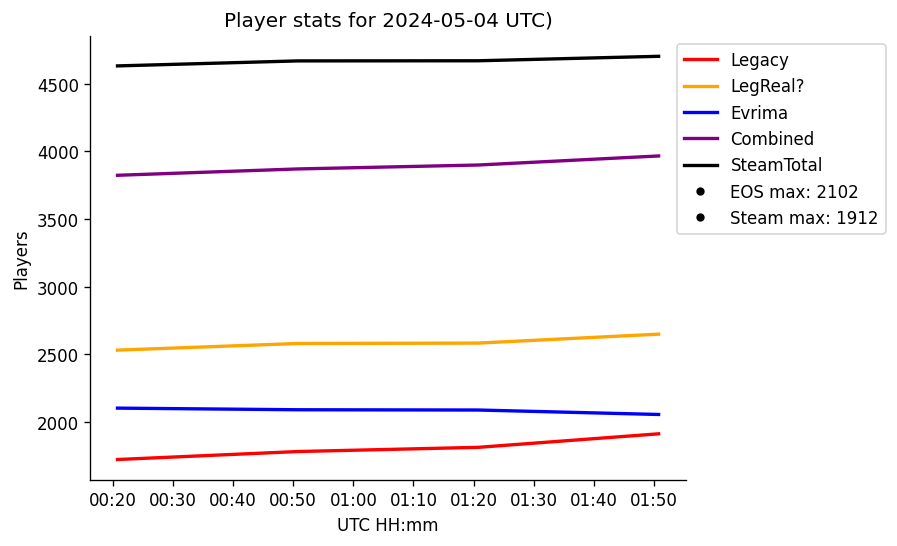 Player stats for 2024-05-04 UTC)
Legacy
LegReal?
Evrima
Combined
SteamTotal
EOS max: 2102
Steam max: 1912
Players
4500
4000
3500
3000
2500
2000
00:20 00:30 00:40 00:50 01:00 01:10 01:20 01:30 01:40 01:50
UTC HH:mm